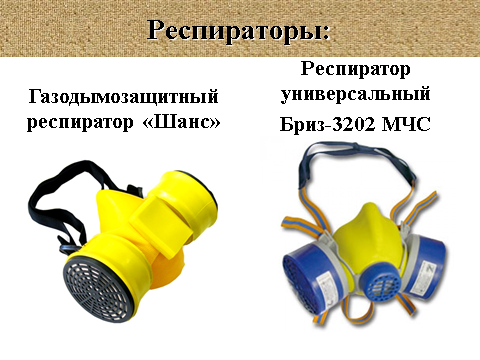 Респираторы:
Газодымозащитный
респиратор «Шанс»
Респиратор
универсальный
Бриз-3202 МЧС